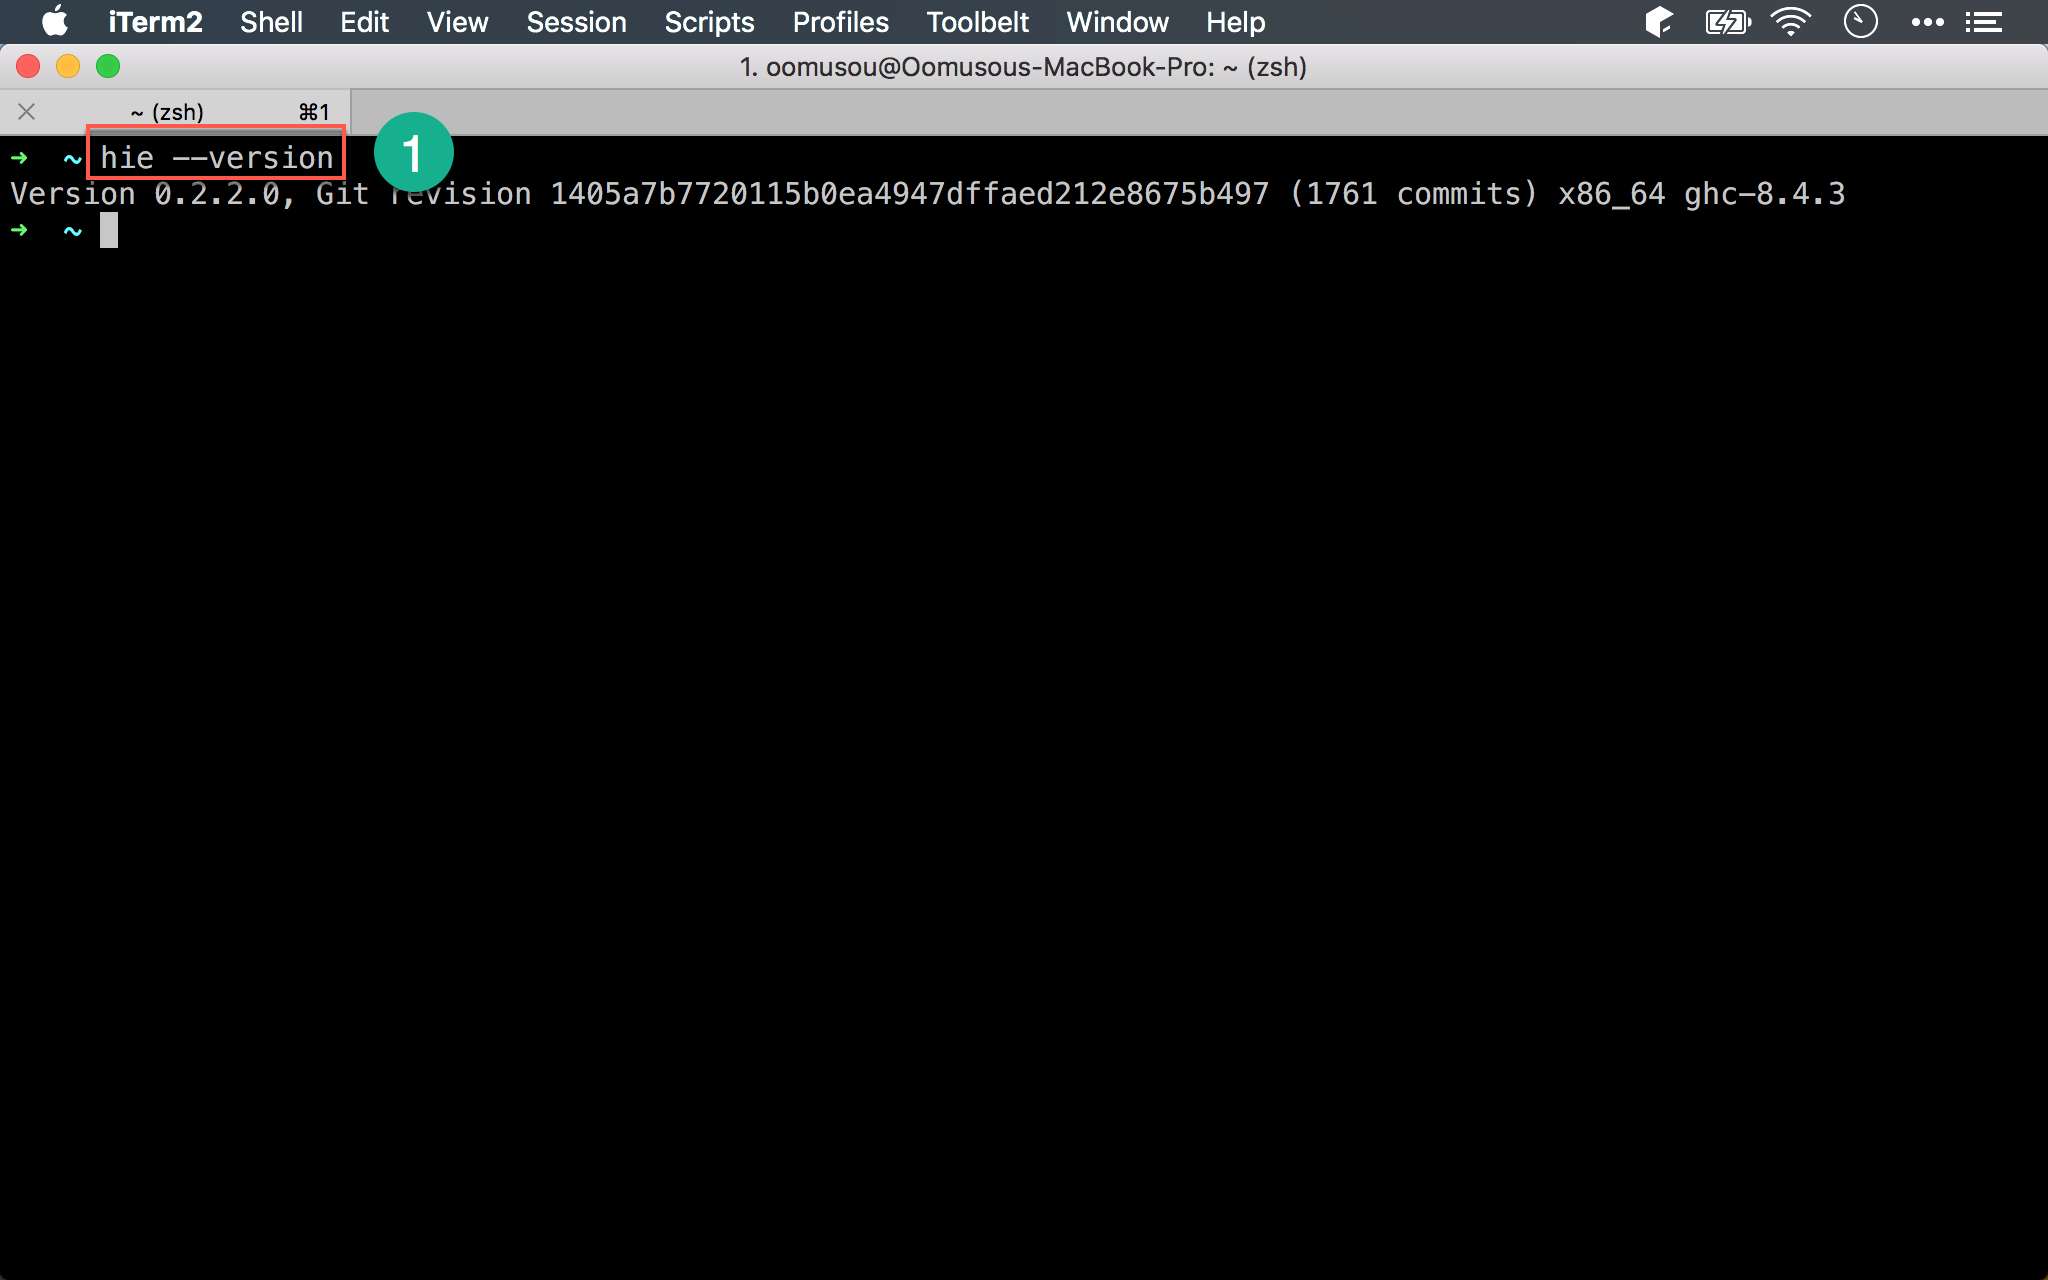 iTerm2 Shell Edit View Session Scripts Profiles Toolbelt Window Help
1. oomusou@Oomusous-MacBook-Pro: ~ (zsh)
~ (zsh) ⌘1
➜ ~ hie --version
1
Version 0.2.2.0, Git revision 1405a7b7720115b0ea4947dffaed212e8675b497 (1761 commits) x86_64 ghc-8.4.3
➜ ~